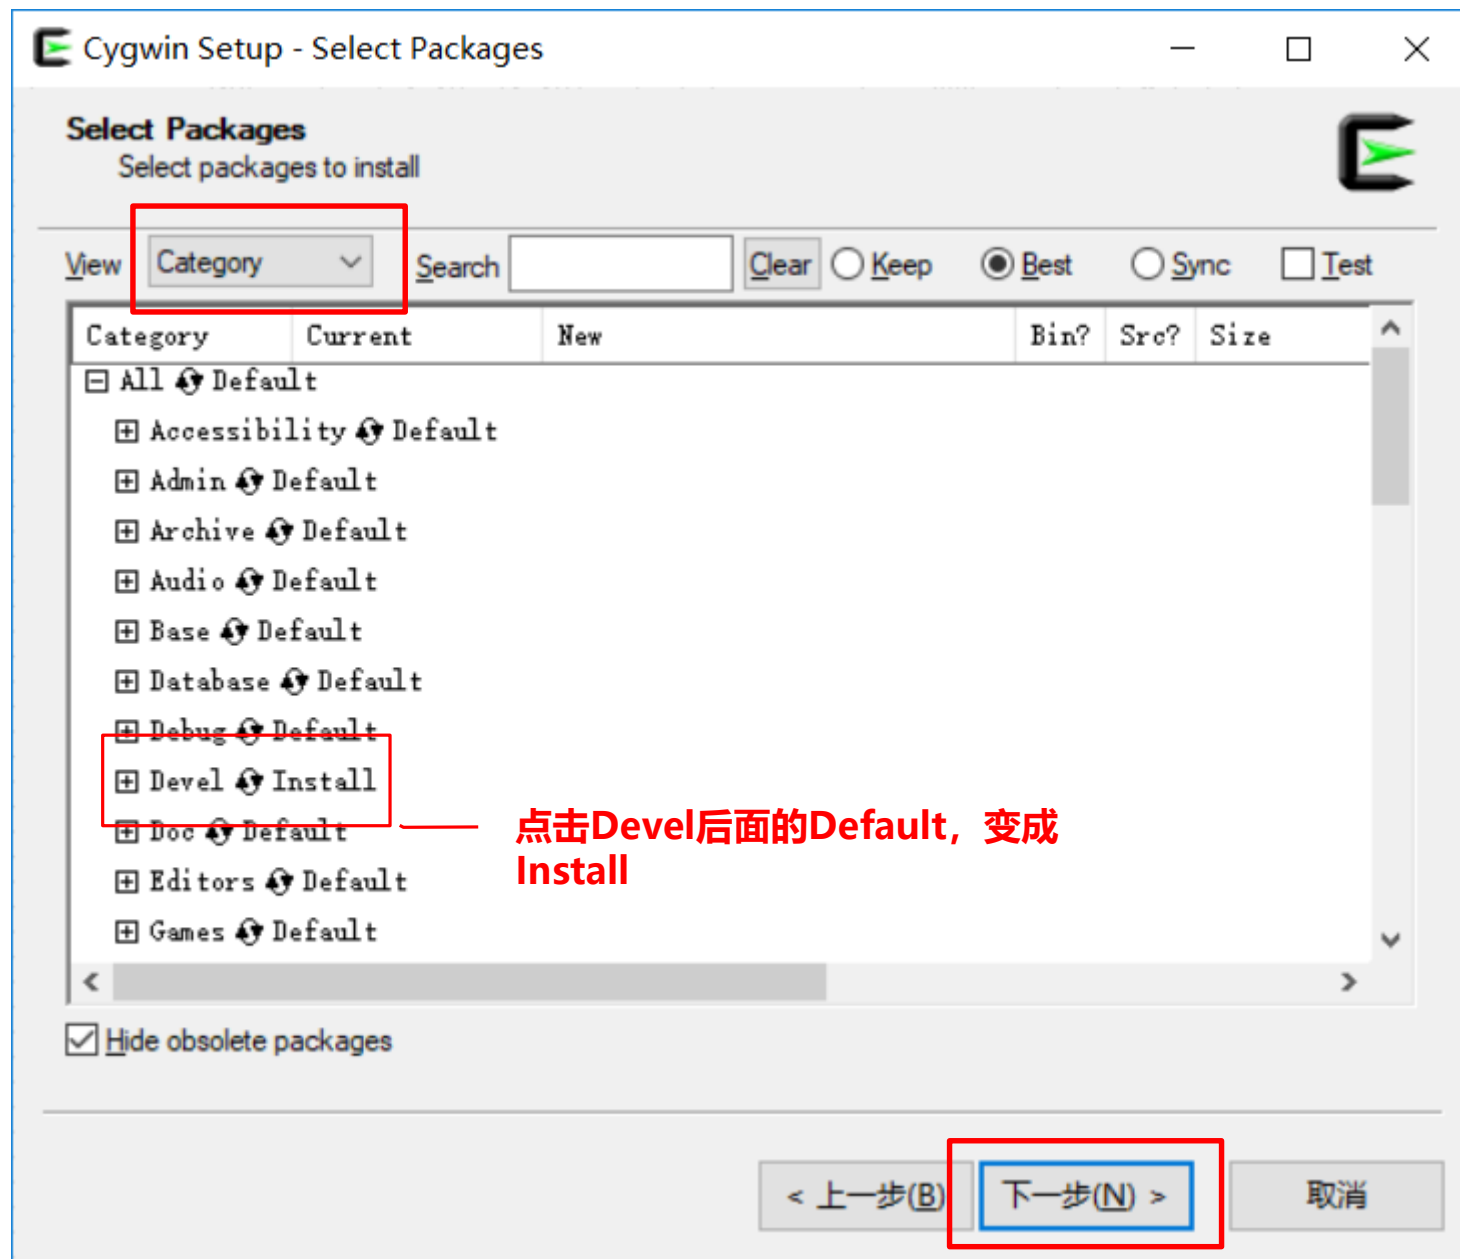 Cygwin Setup - Select Packages
Select Packages
Select packages to install
View Category Search Clear Keep Best Sync Test
Category Current New Bin? Src? Size
All Default
Accessibility Default
Admin Default
Archive Default
Audio Default
Base Default
Database Default
Debug Default
Devel Install
Doc Default
点击Devel后面的Default，变成
Install
Editors Default
Games Default
Hide obsolete packages
< 上一步(B) 下一步(N) > 取消